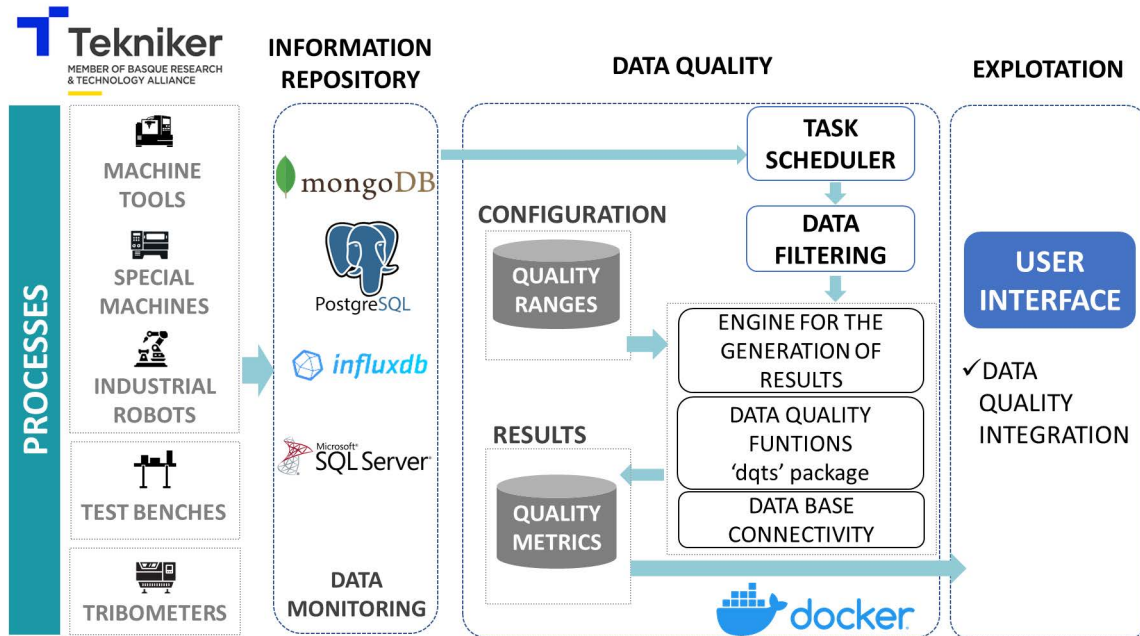 Tekniker
MEMBER OF BASQUE RESEARCH
& TECHNOLOGY ALLIANCE
INFORMATION
REPOSITORY
DATA QUALITY
EXPLOTATION
PROCESSES
MACHINE
TOOLS
SPECIAL
MACHINES
INDUSTRIAL
ROBOTS
TEST BENCHES
TRIBOMETERS
mongoDB
PostgreSQL
influxdb
Microsoft®
SQL Server®
DATA
MONITORING
TASK
SCHEDULER
DATA
FILTERING
CONFIGURATION
QUALITY
RANGES
ENGINE FOR THE
GENERATION OF
RESULTS
DATA QUALITY
FUNTIONS
'dqts' package
DATA BASE
CONNECTIVITY
RESULTS
QUALITY
METRICS
docker
USER
INTERFACE
✓DATA
QUALITY
INTEGRATION